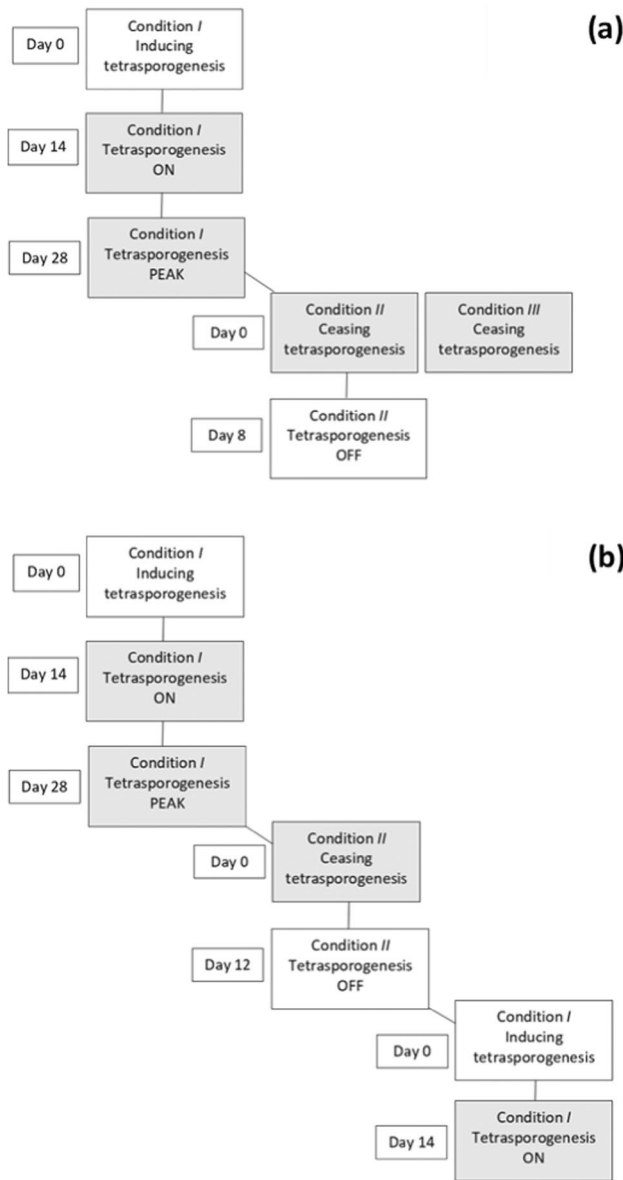 (a)
Day 0
Condition I
Inducing
tetrasporogenesis
Day 14
Condition I
Tetrasporogenesis
ON
Day 28
Condition I
Tetrasporogenesis
PEAK
Day 0
Condition II
Ceasing
tetrasporogenesis
Condition III
Ceasing
tetrasporogenesis
Day 8
Condition II
Tetrasporogenesis
OFF
(b)
Day 0
Condition I
Inducing
tetrasporogenesis
Day 14
Condition I
Tetrasporogenesis
ON
Day 28
Condition I
Tetrasporogenesis
PEAK
Day 0
Condition II
Ceasing
tetrasporogenesis
Day 12
Condition II
Tetrasporogenesis
OFF
Day 0
Condition I
Inducing
tetrasporogenesis
Day 14
Condition I
Tetrasporogenesis
ON